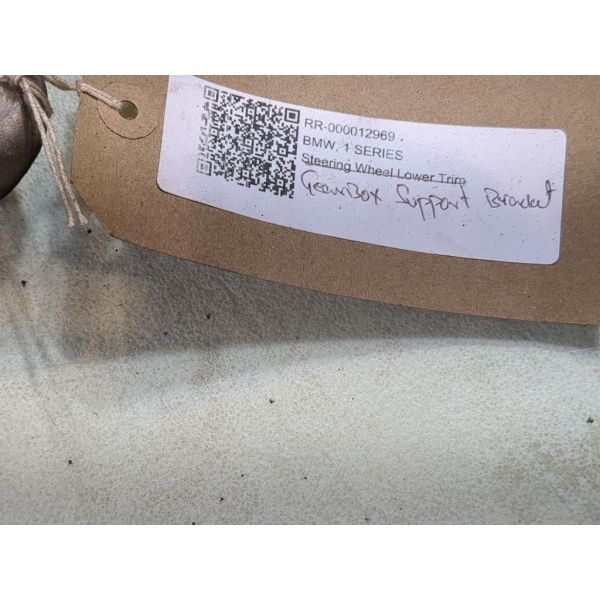 RR-000012969 .
BMW, 1 SERIES
Steering Wheel Lower Trim
GearBox Support Bracket